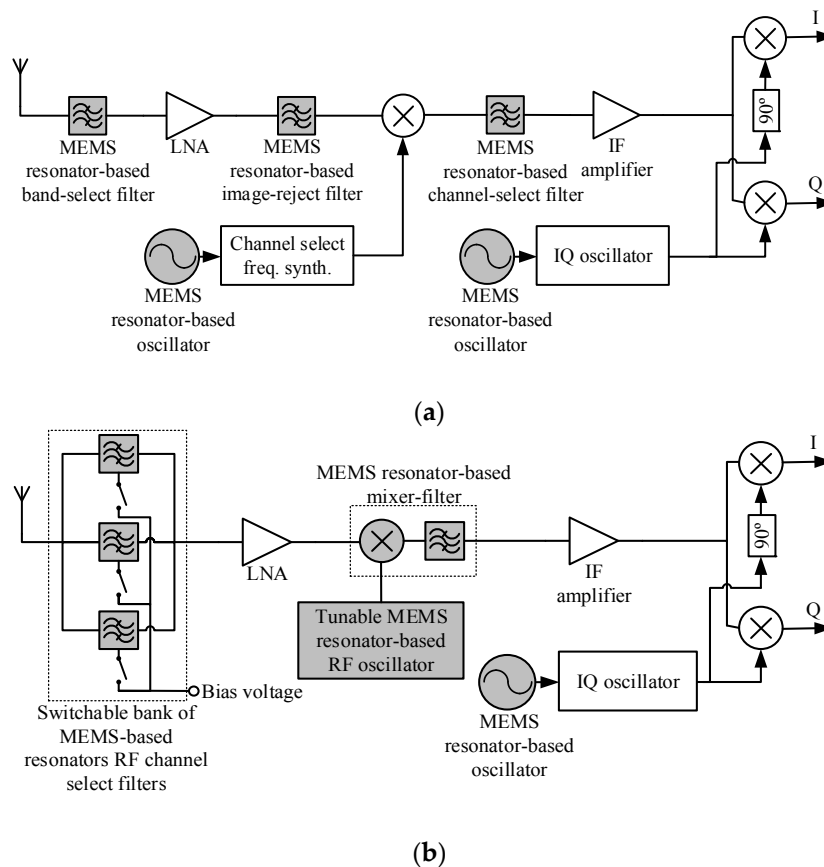 I
90°
LNA
IF
amplifier
MEMS
resonator-based
band-select filter
MEMS
resonator-based
image-reject filter
MEMS
resonator-based
channel-select filter
Q
Channel select
freq. synth.
IQ oscillator
MEMS
resonator-based
oscillator
MEMS
resonator-based
oscillator
(a)
I
MEMS resonator-based
mixer-filter
90°
LNA
IF
amplifier
Q
Tunable MEMS
resonator-based
RF oscillator
Bias voltage
IQ oscillator
Switchable bank of
MEMS-based
resonators RF channel
select filters
MEMS
resonator-based
oscillator
(b)